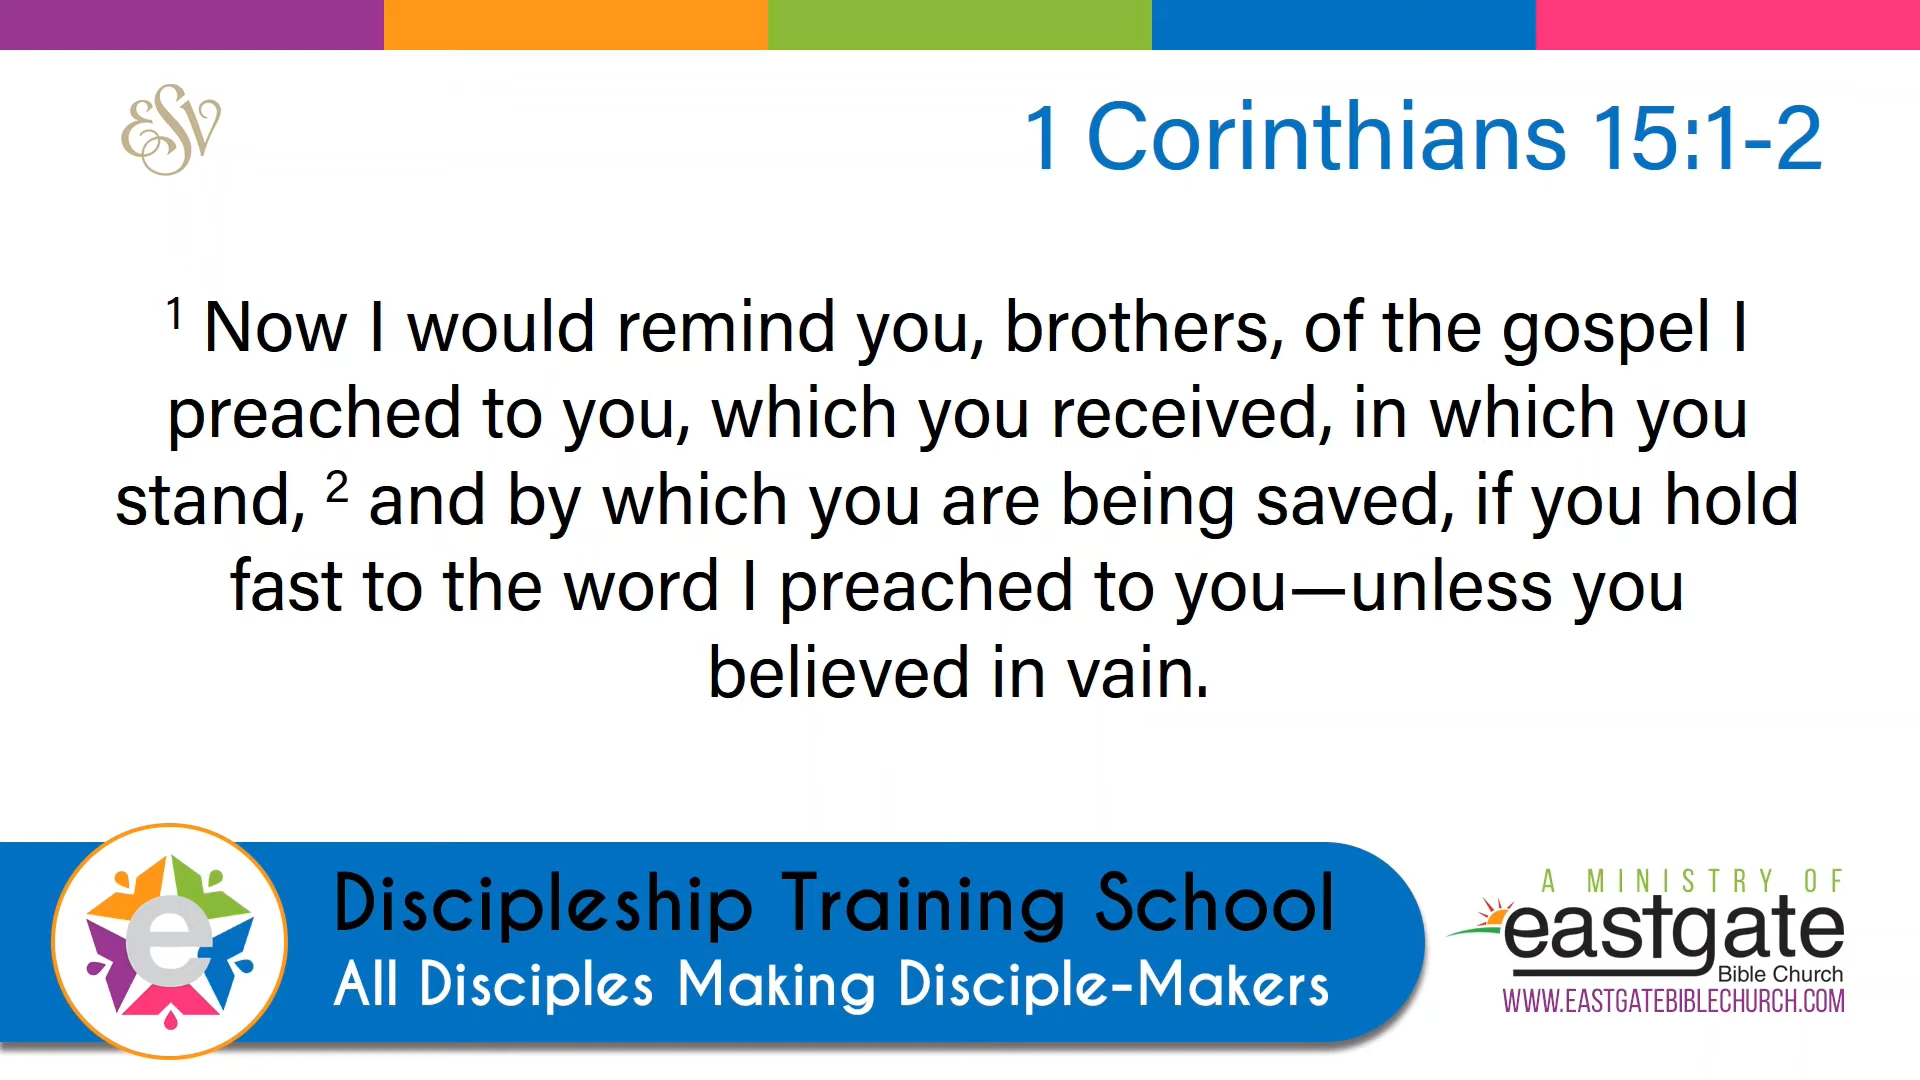 ESV
1 Corinthians 15:1-2
1 Now I would remind you, brothers, of the gospel I
preached to you, which you received, in which you
stand, 2 and by which you are being saved, if you hold
fast to the word I preached to you—unless you
believed in vain.
e
Discipleship Training School
All Disciples Making Disciple-Makers
A MINISTRY OF
eastgate
Bible Church
WWW.EASTGATEBIBLECHURCH.COM